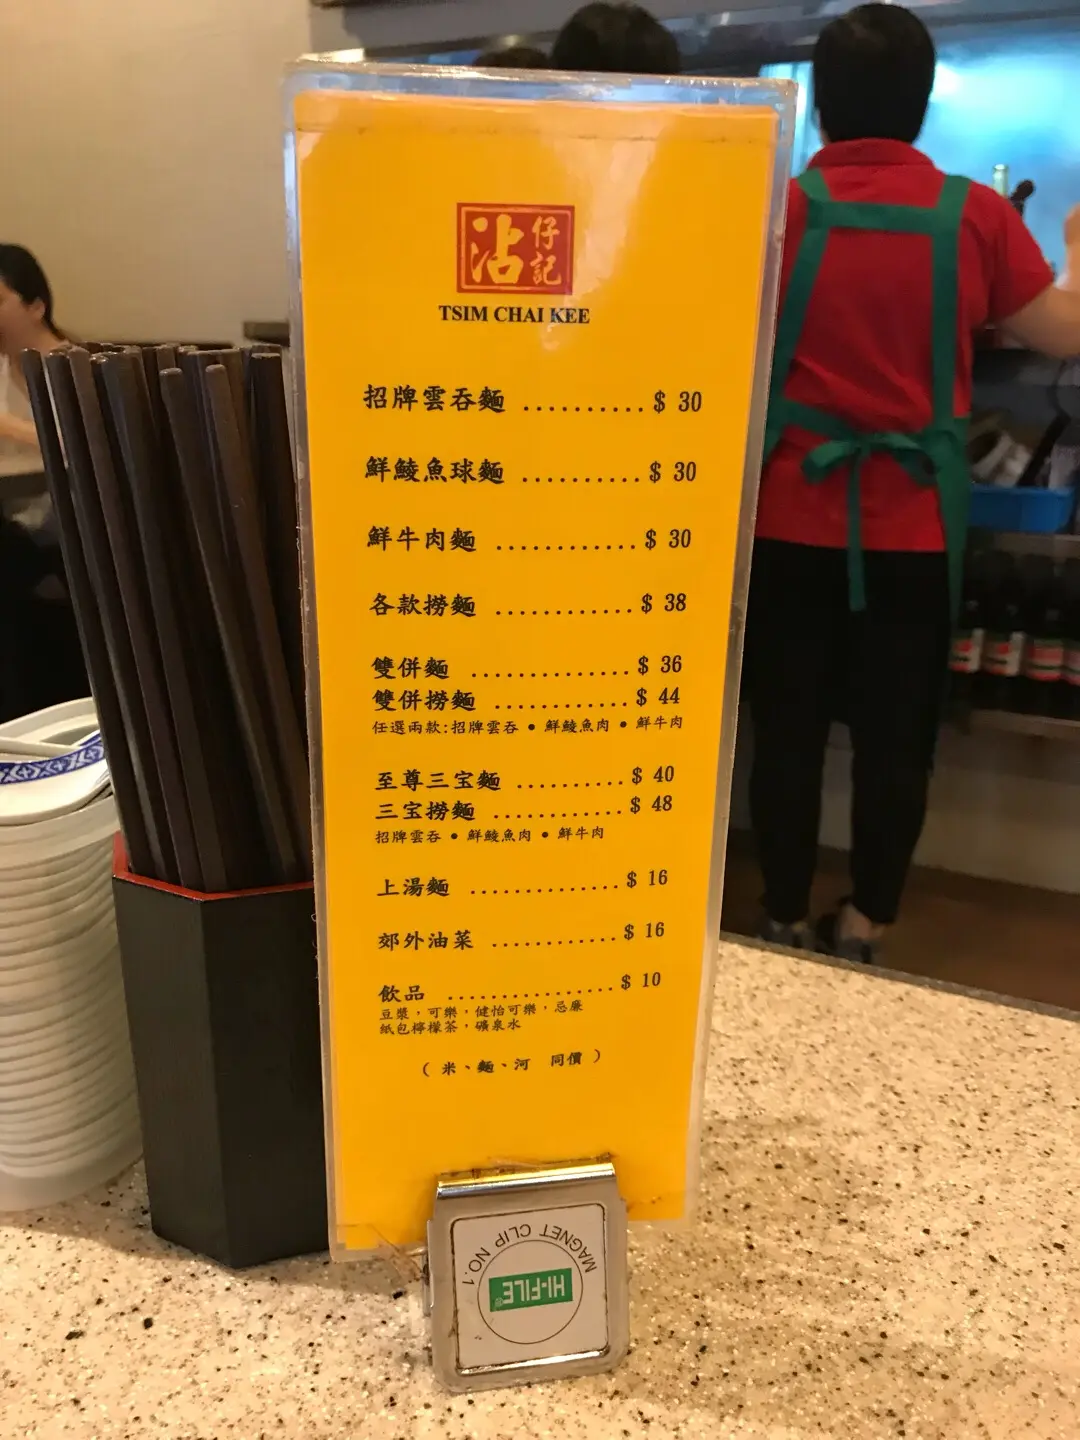 沾仔記
TSIM CHAI KEE
招牌雲吞麵 .......... $ 30
鮮鯪魚球麵 .......... $ 30
鮮牛肉麵 ............ $ 30
各款撈麵 ............ $ 38
雙併麵 .............. $ 36
雙併撈麵 ............ $ 44
任選兩款:招牌雲吞 • 鮮鯪魚肉 • 鮮牛肉
至尊三宝麵 .......... $ 40
三宝撈麵 ............ $ 48
招牌雲吞 • 鮮鯪魚肉 • 鮮牛肉
上湯麵 .............. $ 16
郊外油菜 ............ $ 16
飲品 ................ $ 10
豆漿，可樂，健怡可樂，忌廉
紙包檸檬茶，礦泉水
( 米、麵、河 同價 )
HI-FILE®
MAGNET CLIP NO.1